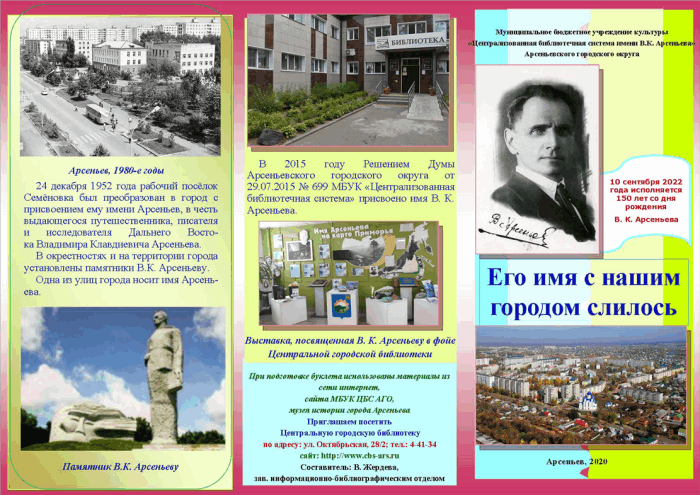 Арсеньев, 1980-е годы
24 декабря 1952 года рабочий посёлок
Семёновка был преобразован в город с
присвоением ему имени Арсеньев, в честь
выдающегося путешественника, писателя
и исследователя Дальнего Восто-
ка Владимира Клавдиевича Арсеньева.
В окрестностях и на территории города
установлены памятники В.К. Арсеньеву.
Одна из улиц города носит имя Арсень-
ева.
Памятник В.К. Арсеньеву
БИБЛИОТЕКА
В 2015 году Решением Думы
Арсеньевского городского округа от
29.07.2015 № 699 МБУК «Централизованная
библиотечная система» присвоено имя В. К.
Арсеньева.
Имя Арсеньева
на карте Приморья
Выставка, посвященная В. К. Арсеньеву в фойе
Центральной городской библиотеки
При подготовке буклета использованы материалы из
сети интернет,
сайта МБУК ЦБС АГО,
музея истории города Арсеньева
Приглашаем посетить
Центральную городскую библиотеку
по адресу: ул. Октябрьская, 28/2; тел.: 4-41-34
сайт: http://www.cbs-ars.ru
Составитель: В. Жердева,
зав. информационно-библиографическим отделом
Муниципальное бюджетное учреждение культуры
«Централизованная библиотечная система имени В.К. Арсеньева»
Арсеньевского городского округа
В. Арсеньев
10 сентября 2022
года исполняется
150 лет со дня
рождения
В. К. Арсеньева
Его имя с нашим
городом слилось
Арсеньев, 2020